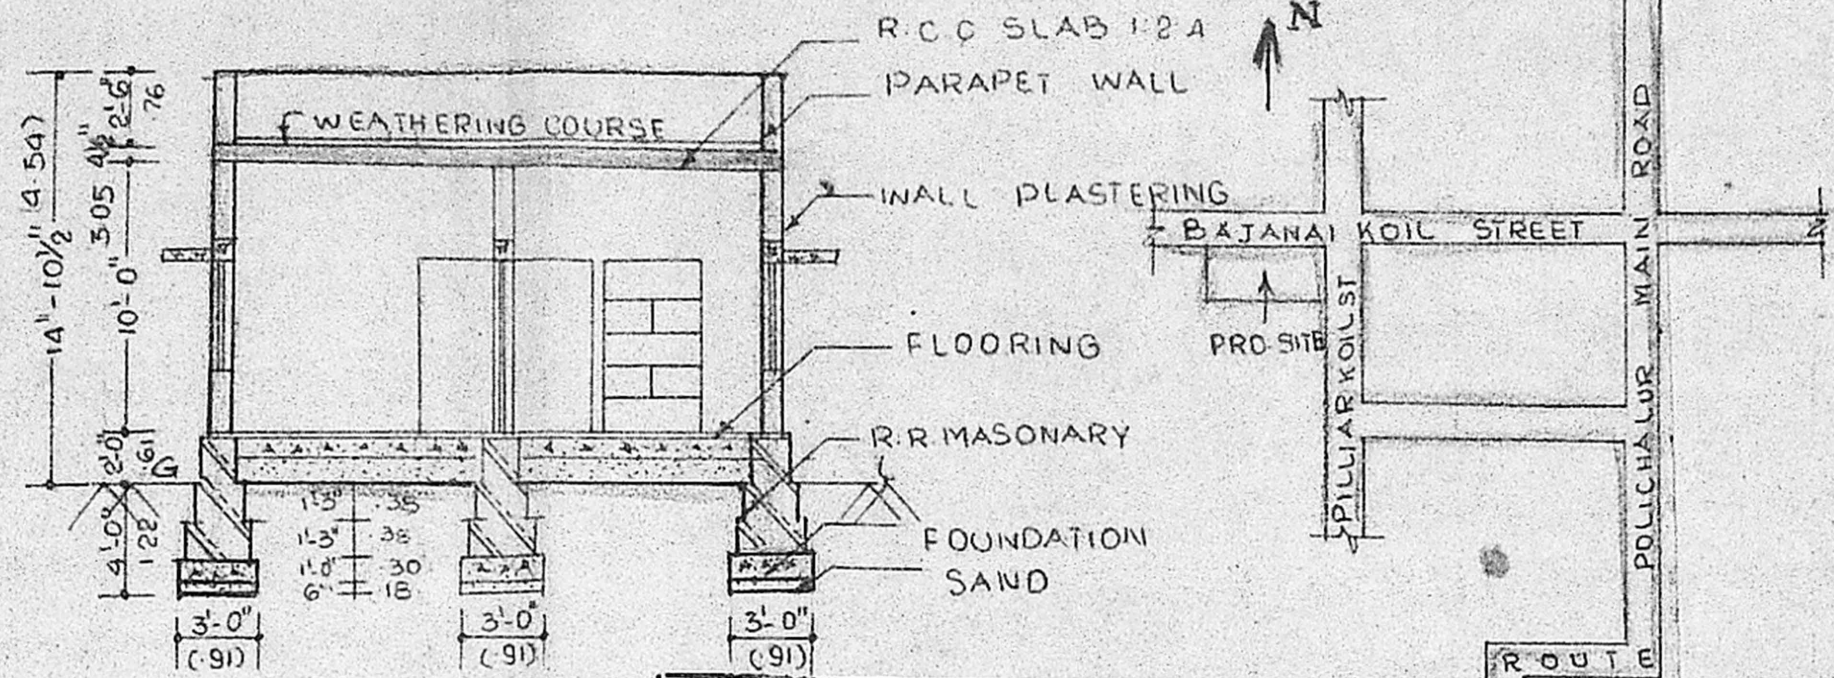 R.C.C SLAB 1:2:4
PARAPET WALL
WEATHERING COURSE
WALL PLASTERING
FLOORING
R.R MASONARY
FOUNDATION
SAND
14'-10½" (4.54)
2'-6"
.76
4½"
10'-0"
3.05
2'-0"
.61
G
4'-0"
1.22
1'-3" .38
1'-3" .38
1'-0" .30
6" .18
3'-0"
(.91)
3'-0"
(.91)
3'-0"
(.91)
N
BAJANAI KOIL STREET
PRO-SITE
PILLIAR KOIL ST
POLICHALUR MAIN ROAD
ROUTE